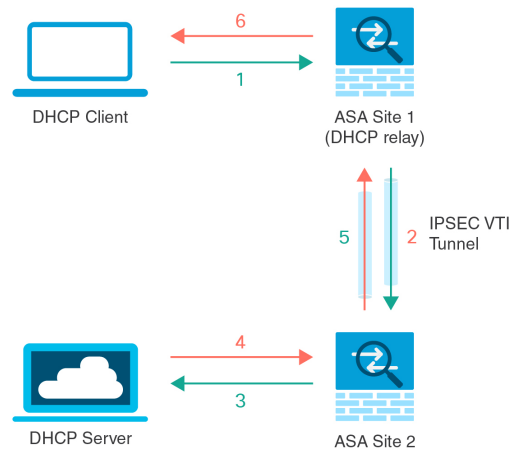 6
1
DHCP Client
ASA Site 1
(DHCP relay)
5
2
IPSEC VTI
Tunnel
4
3
DHCP Server
ASA Site 2